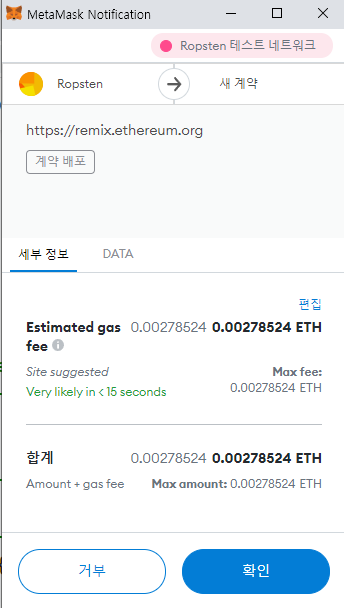 MetaMask Notification
Ropsten 테스트 네트워크
Ropsten 새 계약
https://remix.ethereum.org
계약 배포
세부 정보 DATA
편집
Estimated gas 0.00278524 0.00278524 ETH
fee
Site suggested Max fee:
Very likely in < 15 seconds 0.00278524 ETH
합계 0.00278524 0.00278524 ETH
Amount + gas fee Max amount: 0.00278524 ETH
거부 확인